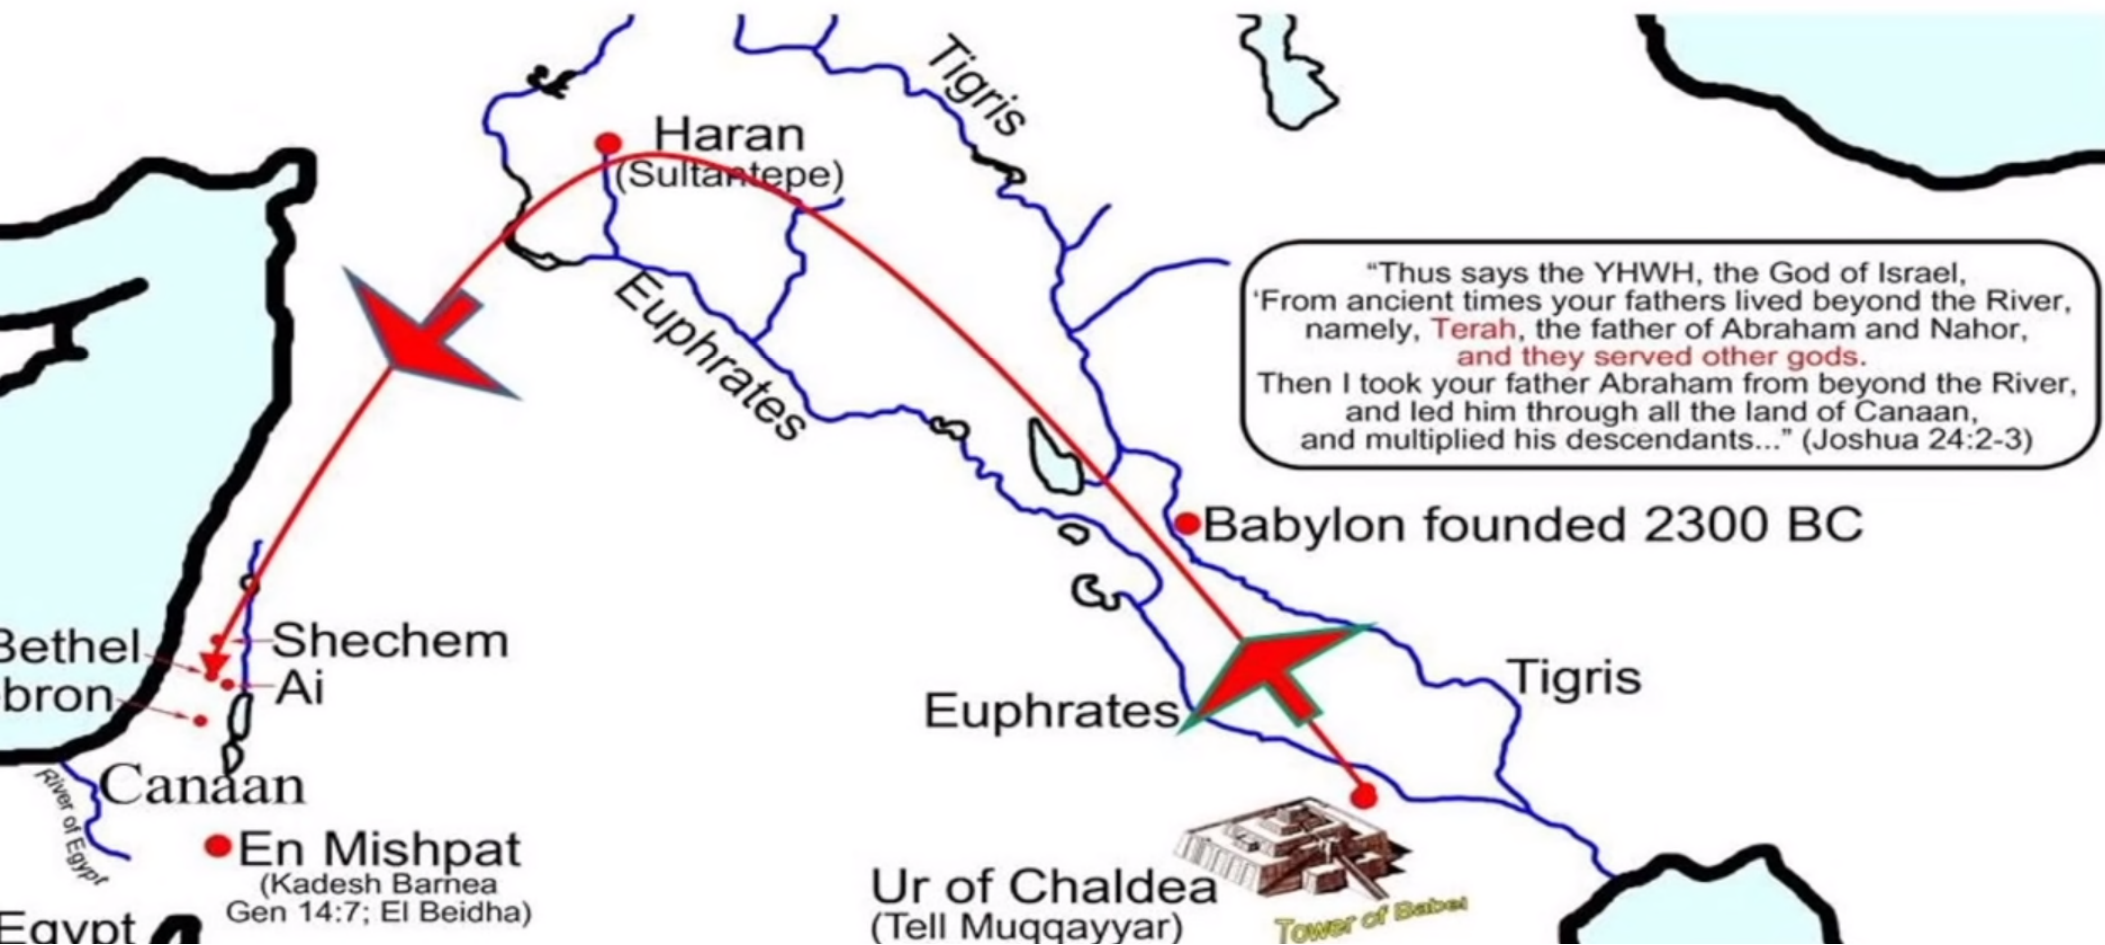 Tigris
Haran
(Sultantepe)
Euphrates
“Thus says the YHWH, the God of Israel,
‘From ancient times your fathers lived beyond the River,
namely, Terah, the father of Abraham and Nahor,
and they served other gods.
Then I took your father Abraham from beyond the River,
and led him through all the land of Canaan,
and multiplied his descendants...” (Joshua 24:2-3)
Babylon founded 2300 BC
Bethel
Shechem
bron
Ai
Euphrates
Tigris
Canaan
River of Egypt
En Mishpat
(Kadesh Barnea
Gen 14:7; El Beidha)
Egypt
Ur of Chaldea
(Tell Muqqayyar)
Tower of Babel